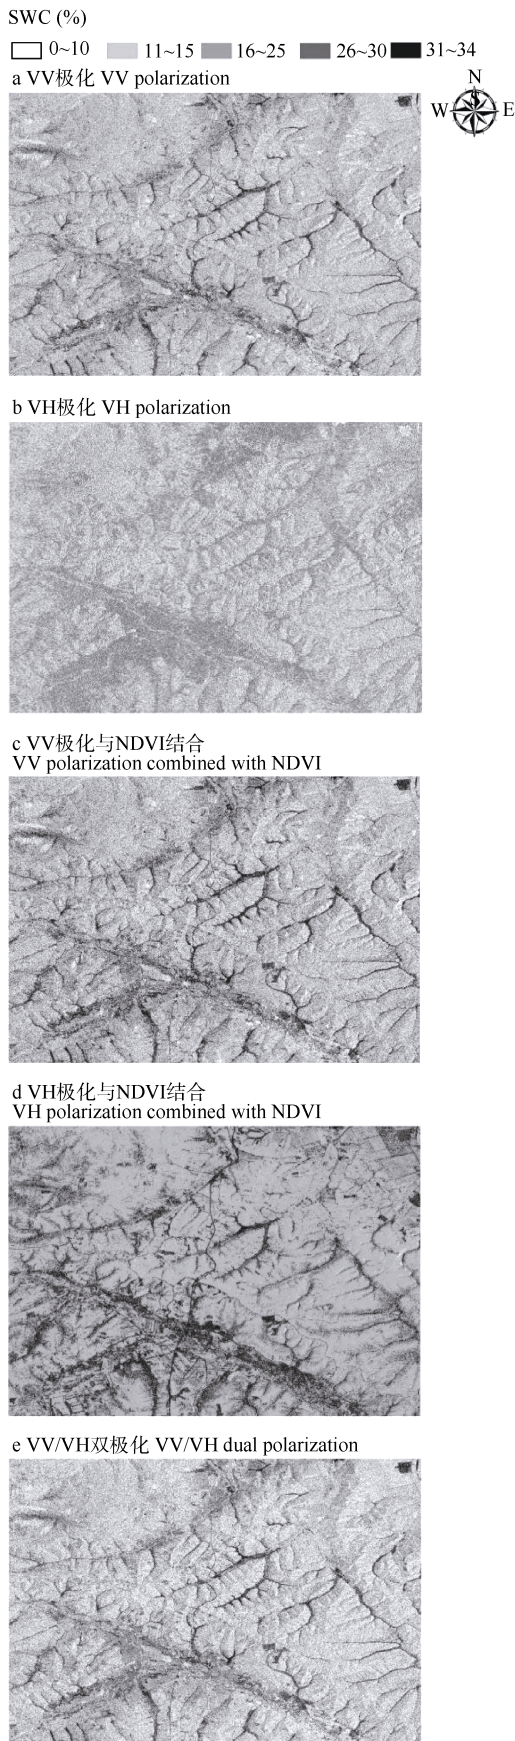 SWC (%)
0~10 11~15 16~25 26~30 31~34
a VV极化 VV polarization
N
W E
S
b VH极化 VH polarization
c VV极化与NDVI结合
VV polarization combined with NDVI
d VH极化与NDVI结合
VH polarization combined with NDVI
e VV/VH双极化 VV/VH dual polarization